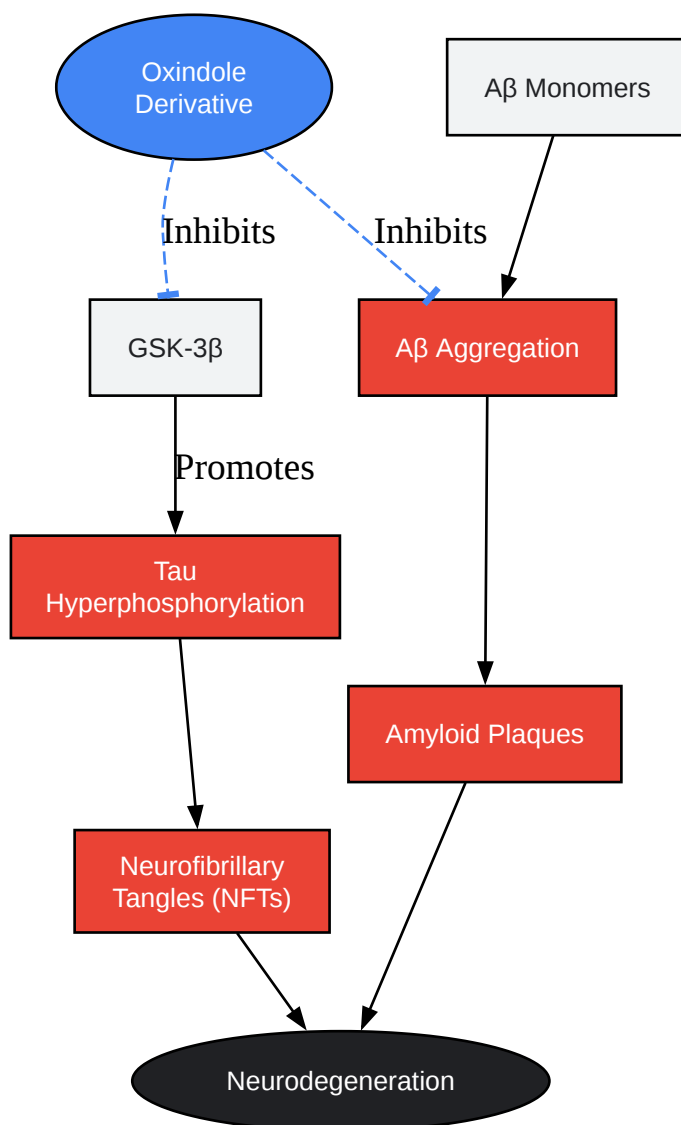 Oxindole
Derivative
Aβ Monomers
Inhibits
Inhibits
GSK-3β
Aβ Aggregation
Promotes
Tau
Hyperphosphorylation
Amyloid Plaques
Neurofibrillary
Tangles (NFTs)
Neurodegeneration